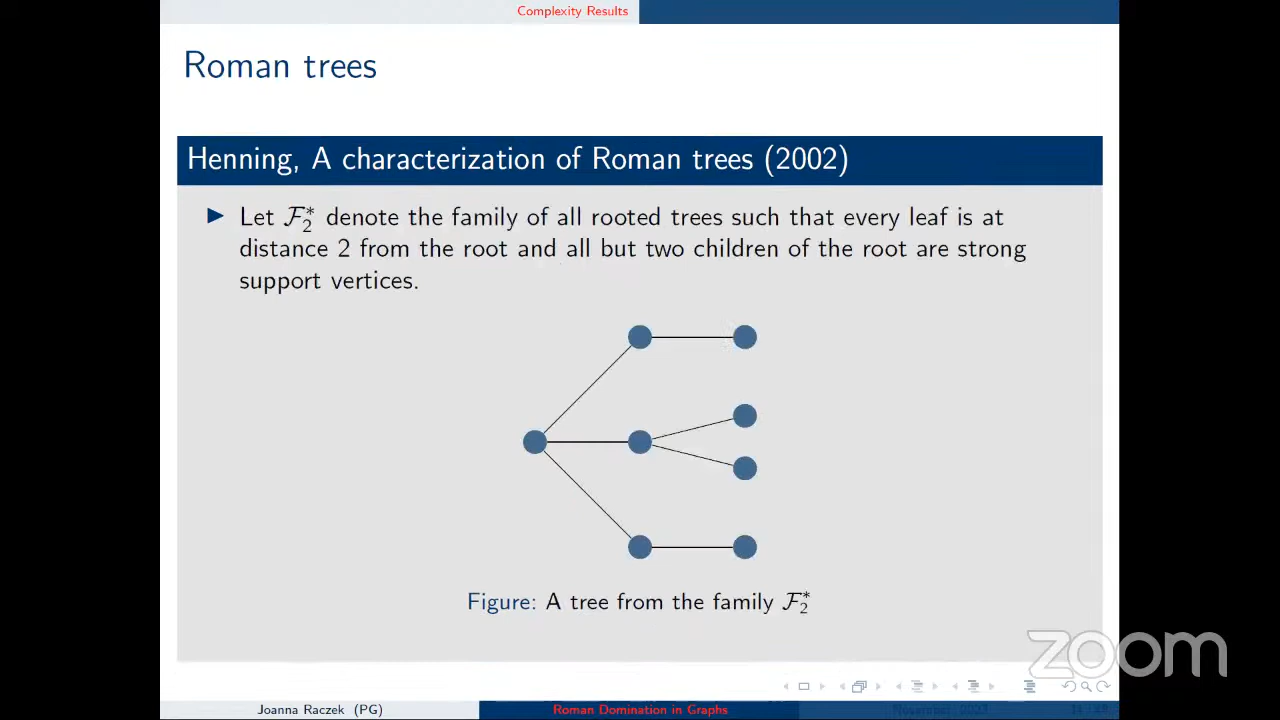 Complexity Results
Roman trees
Henning, A characterization of Roman trees (2002)
▶ Let ℱ₂* denote the family of all rooted trees such that every leaf is at
distance 2 from the root and all but two children of the root are strong
support vertices.
Figure: A tree from the family ℱ₂*
zoom
Joanna Raczek (PG)
Roman Domination in Graphs